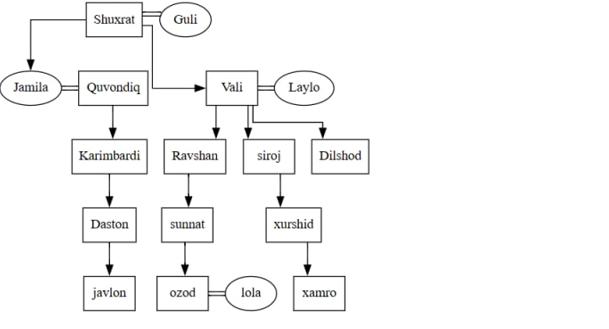 Shuxrat Guli
Jamila Quvondiq Vali Laylo
Karimbardi Ravshan siroj Dilshod
Daston sunnat xurshid
javlon ozod lola xamro